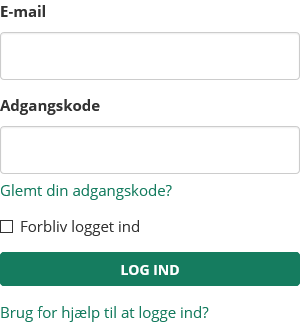 E-mail
Adgangskode
Glemt din adgangskode?
Forbliv logget ind
LOG IND
Brug for hjælp til at logge ind?